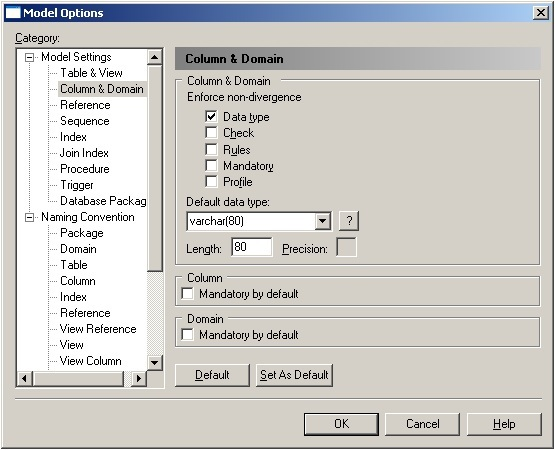 Model Options
Category:
Model Settings
Table & View
Column & Domain
Reference
Sequence
Index
Join Index
Procedure
Trigger
Database Packag
Naming Convention
Package
Domain
Table
Column
Index
Reference
View Reference
View
View Column
Column & Domain
Column & Domain
Enforce non-divergence
Data type
Check
Rules
Mandatory
Profile
Default data type:
varchar(80)
?
Length: 80 Precision:
Column
Mandatory by default
Domain
Mandatory by default
Default Set As Default
OK Cancel Help